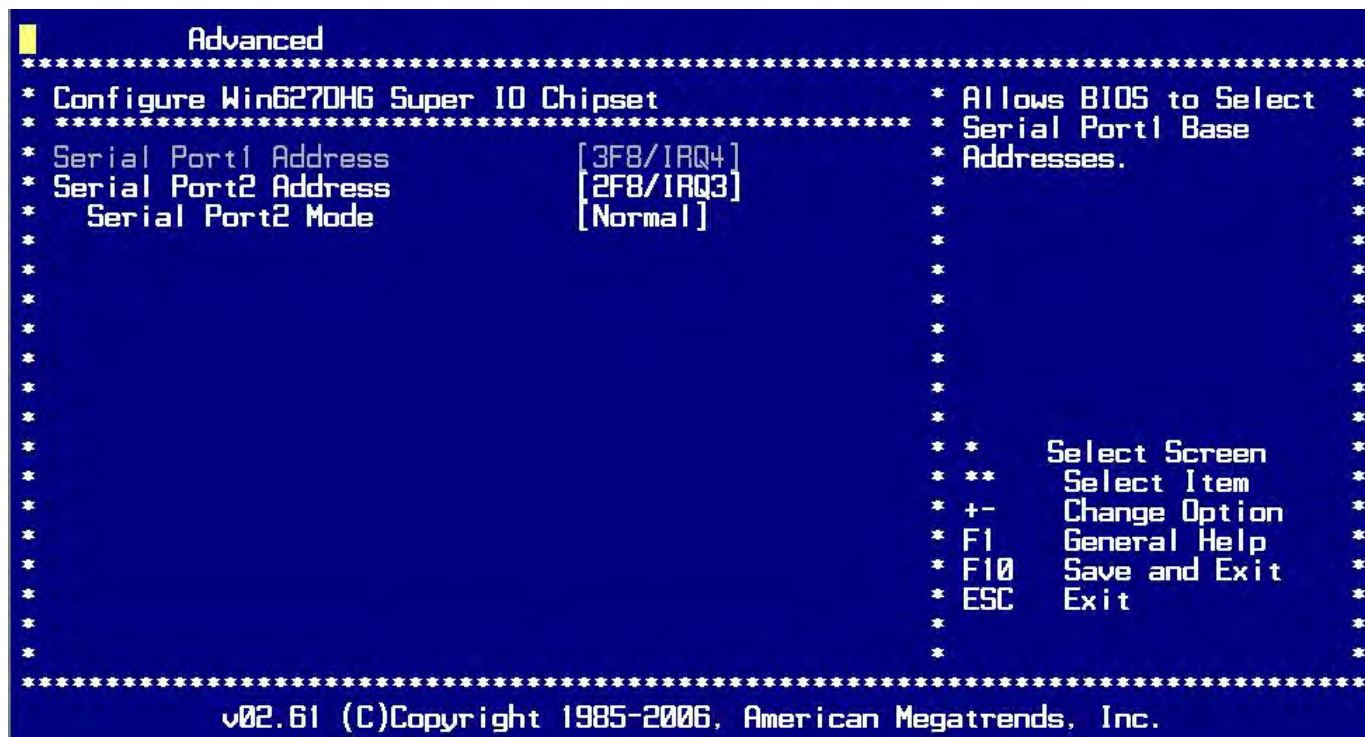 Advanced
Configure Win627DHG Super IO Chipset
Serial Port1 Address [3F8/IRQ4]
Serial Port2 Address [2F8/IRQ3]
Serial Port2 Mode [Normal]
Allows BIOS to Select
Serial Port1 Base
Addresses.
* Select Screen
** Select Item
+- Change Option
F1 General Help
F10 Save and Exit
ESC Exit
v02.61 (C)Copyright 1985-2006, American Megatrends, Inc.